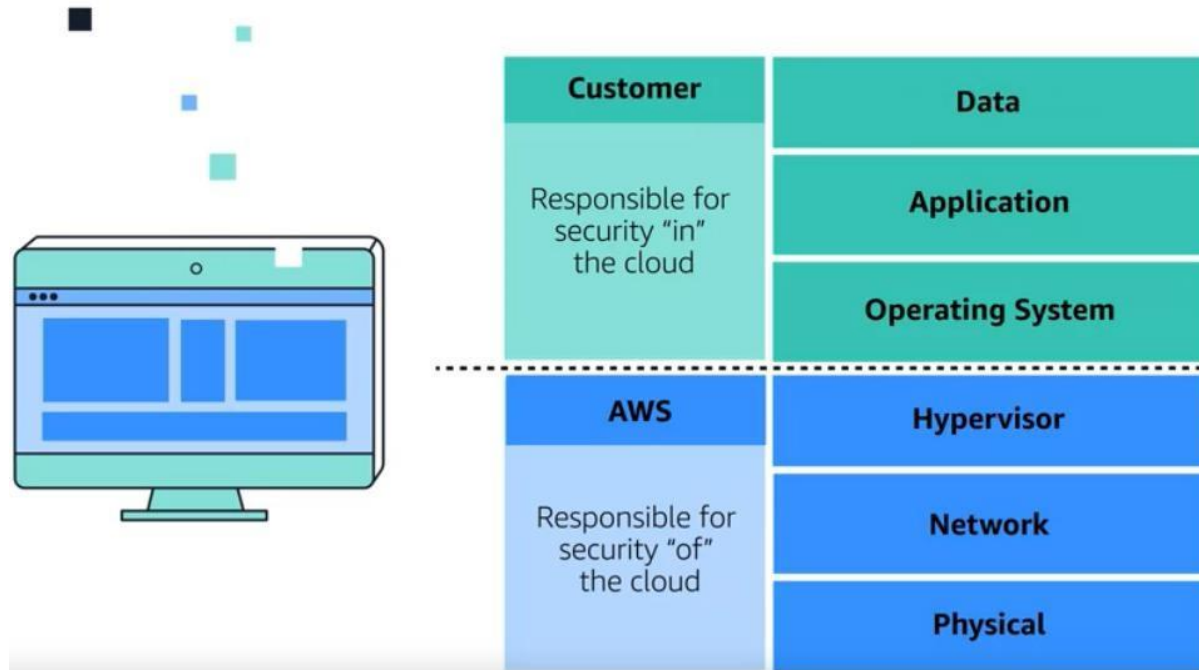 Customer
Responsible for
security “in”
the cloud
Data
Application
Operating System
AWS
Responsible for
security “of”
the cloud
Hypervisor
Network
Physical